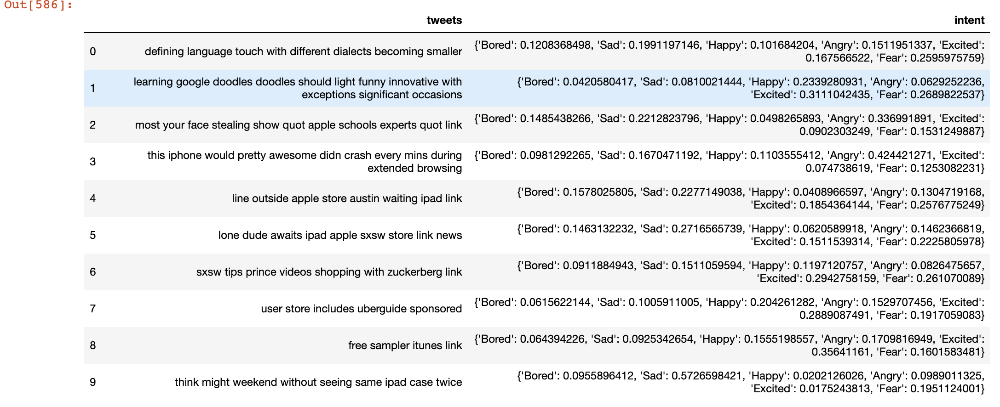 Out[586]:
tweets intent
0 defining language touch with different dialects becoming smaller {'Bored': 0.1208368498, 'Sad': 0.1991197146, 'Happy': 0.101684204, 'Angry': 0.1511951337, 'Excited':
0.167566522, 'Fear': 0.2595975759}
1 learning google doodles doodles should light funny innovative with
exceptions significant occasions
{'Bored': 0.0420580417, 'Sad': 0.0810021444, 'Happy': 0.2339280931, 'Angry': 0.0629252236,
'Excited': 0.3111042435, 'Fear': 0.2689822537}
2 most your face stealing show quot apple schools experts quot link {'Bored': 0.1485438266, 'Sad': 0.2212823796, 'Happy': 0.0498265893, 'Angry': 0.336991891, 'Excited':
0.0902303249, 'Fear': 0.1531249887}
3 this iphone would pretty awesome didn crash every mins during
extended browsing
{'Bored': 0.0981292265, 'Sad': 0.1670471192, 'Happy': 0.1103555412, 'Angry': 0.424421271, 'Excited':
0.074738619, 'Fear': 0.1253082231}
4 line outside apple store austin waiting ipad link {'Bored': 0.1578025805, 'Sad': 0.2277149038, 'Happy': 0.0408966597, 'Angry': 0.1304719168,
'Excited': 0.1854364144, 'Fear': 0.2576775249}
5 lone dude awaits ipad apple sxsw store link news {'Bored': 0.1463132232, 'Sad': 0.2716565739, 'Happy': 0.0620589918, 'Angry': 0.1462366819,
'Excited': 0.1511539314, 'Fear': 0.2225805978}
6 sxsw tips prince videos shopping with zuckerberg link {'Bored': 0.0911884943, 'Sad': 0.1511059594, 'Happy': 0.1197120757, 'Angry': 0.0826475657,
'Excited': 0.2942758159, 'Fear': 0.261070089}
7 user store includes uberguide sponsored {'Bored': 0.0615622144, 'Sad': 0.1005911005, 'Happy': 0.204261282, 'Angry': 0.1529707456, 'Excited':
0.2889087491, 'Fear': 0.1917059083}
8 free sampler itunes link {'Bored': 0.064394226, 'Sad': 0.0925342654, 'Happy': 0.1555198557, 'Angry': 0.1709816949, 'Excited':
0.35641161, 'Fear': 0.1601583481}
9 think might weekend without seeing same ipad case twice {'Bored': 0.0955896412, 'Sad': 0.5726598421, 'Happy': 0.0202126026, 'Angry': 0.0989011325,
'Excited': 0.0175243813, 'Fear': 0.1951124001}